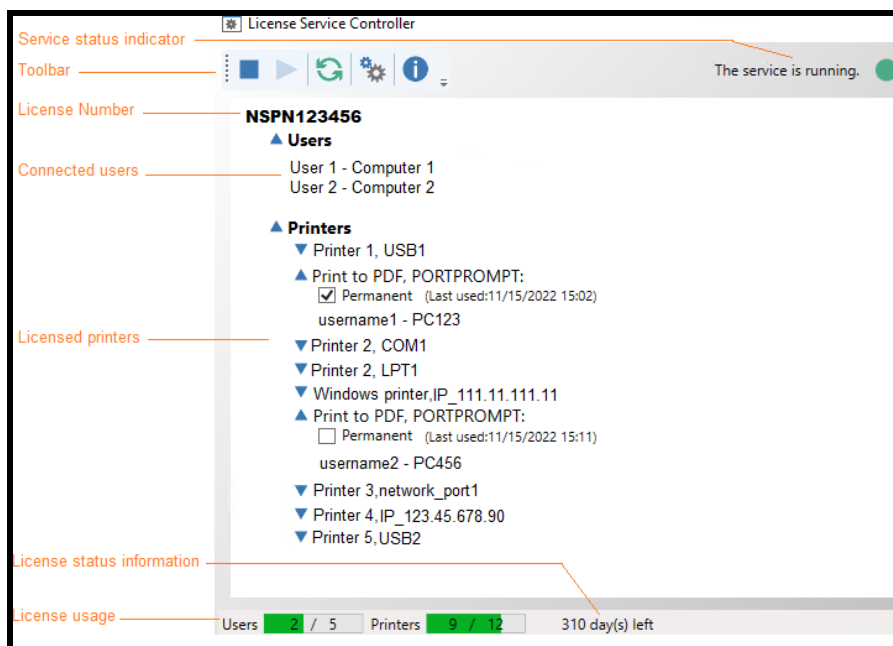 License Service Controller
Service status indicator
Toolbar
The service is running.
License Number
NSPN123456
Users
Connected users
User 1 - Computer 1
User 2 - Computer 2
Printers
Printer 1, USB1
Print to PDF, PORTPROMPT:
Permanent (Last used:11/15/2022 15:02)
username1 - PC123
Licensed printers
Printer 2, COM1
Printer 2, LPT1
Windows printer,IP_111.11.111.11
Print to PDF, PORTPROMPT:
Permanent (Last used:11/15/2022 15:11)
username2 - PC456
Printer 3,network_port1
Printer 4,IP_123.45.678.90
Printer 5,USB2
License status information
License usage
Users 2 / 5 Printers 9 / 12 310 day(s) left